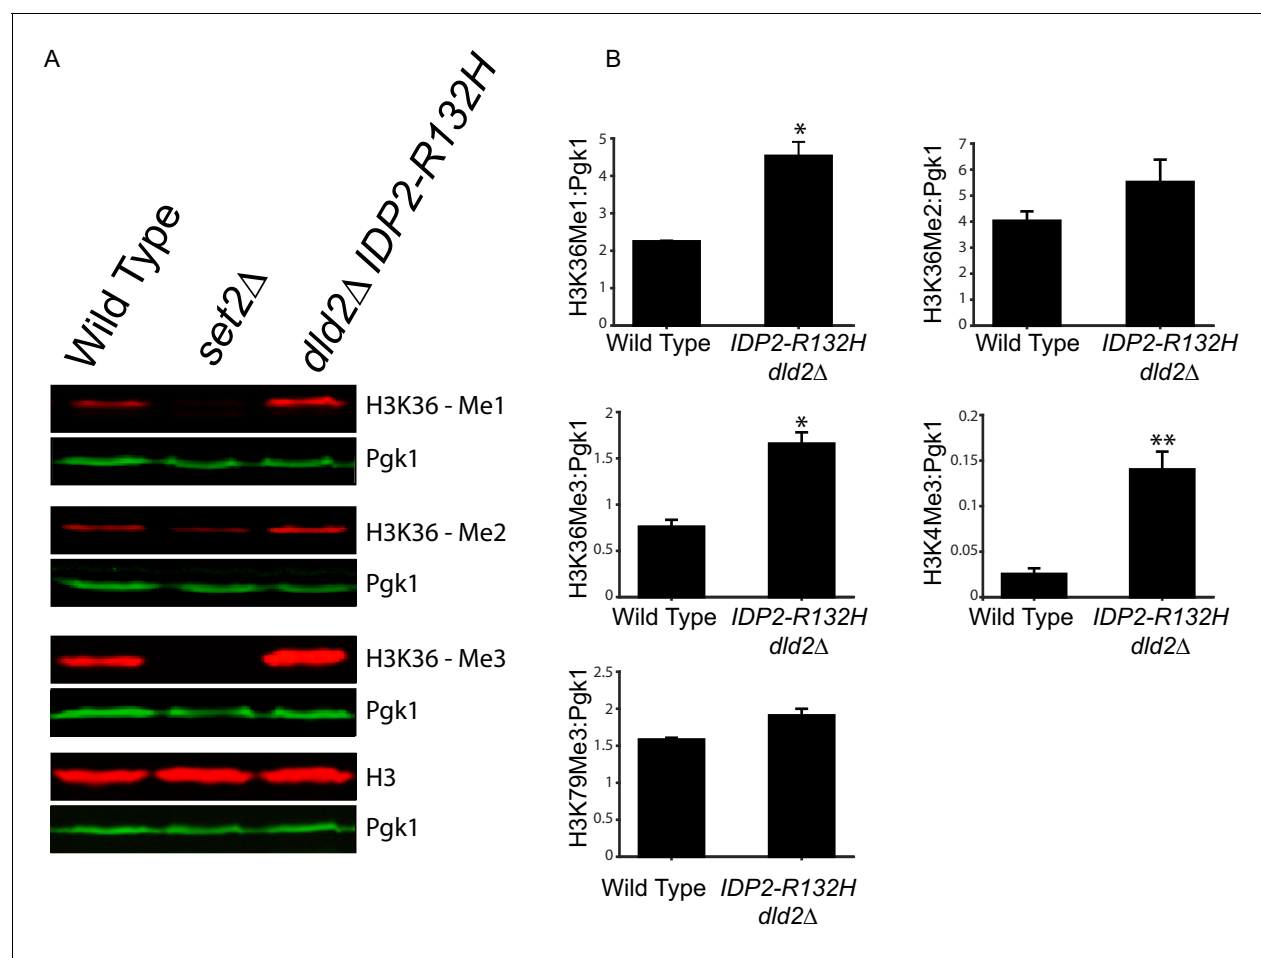 A
Wild Type
set2Δ
dld2Δ IDP2-R132H
H3K36 - Me1
Pgk1
H3K36 - Me2
Pgk1
H3K36 - Me3
Pgk1
H3
Pgk1
B
H3K36Me1:Pgk1
5
4
3
2
1
0
*
Wild Type
IDP2-R132H
dld2Δ
H3K36Me2:Pgk1
7
6
5
4
3
2
1
0
Wild Type
IDP2-R132H
dld2Δ
H3K36Me3:Pgk1
2
1.5
1
0.5
0
*
Wild Type
IDP2-R132H
dld2Δ
H3K4Me3:Pgk1
0.2
0.15
0.1
0.05
0
**
Wild Type
IDP2-R132H
dld2Δ
H3K79Me3:Pgk1
2.5
2
1.5
1
0.5
0
Wild Type
IDP2-R132H
dld2Δ